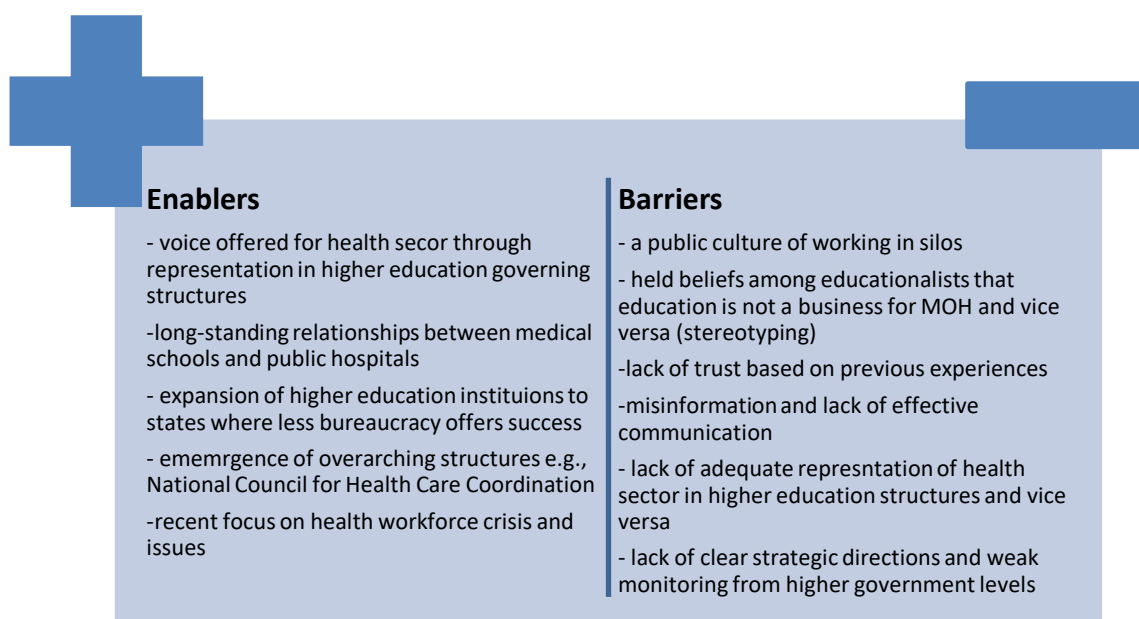 Enablers
- voice offered for health secor through
representation in higher education governing
structures
-long-standing relationships between medical
schools and public hospitals
- expansion of higher education instituions to
states where less bureaucracy offers success
- ememrgence of overarching structures e.g.,
National Council for Health Care Coordination
-recent focus on health workforce crisis and
issues
Barriers
- a public culture of working in silos
- held beliefs among educationalists that
education is not a business for MOH and vice
versa (stereotyping)
-lack of trust based on previous experiences
-misinformation and lack of effective
communication
- lack of adequate represntation of health
sector in higher education structures and vice
versa
- lack of clear strategic directions and weak
monitoring from higher government levels